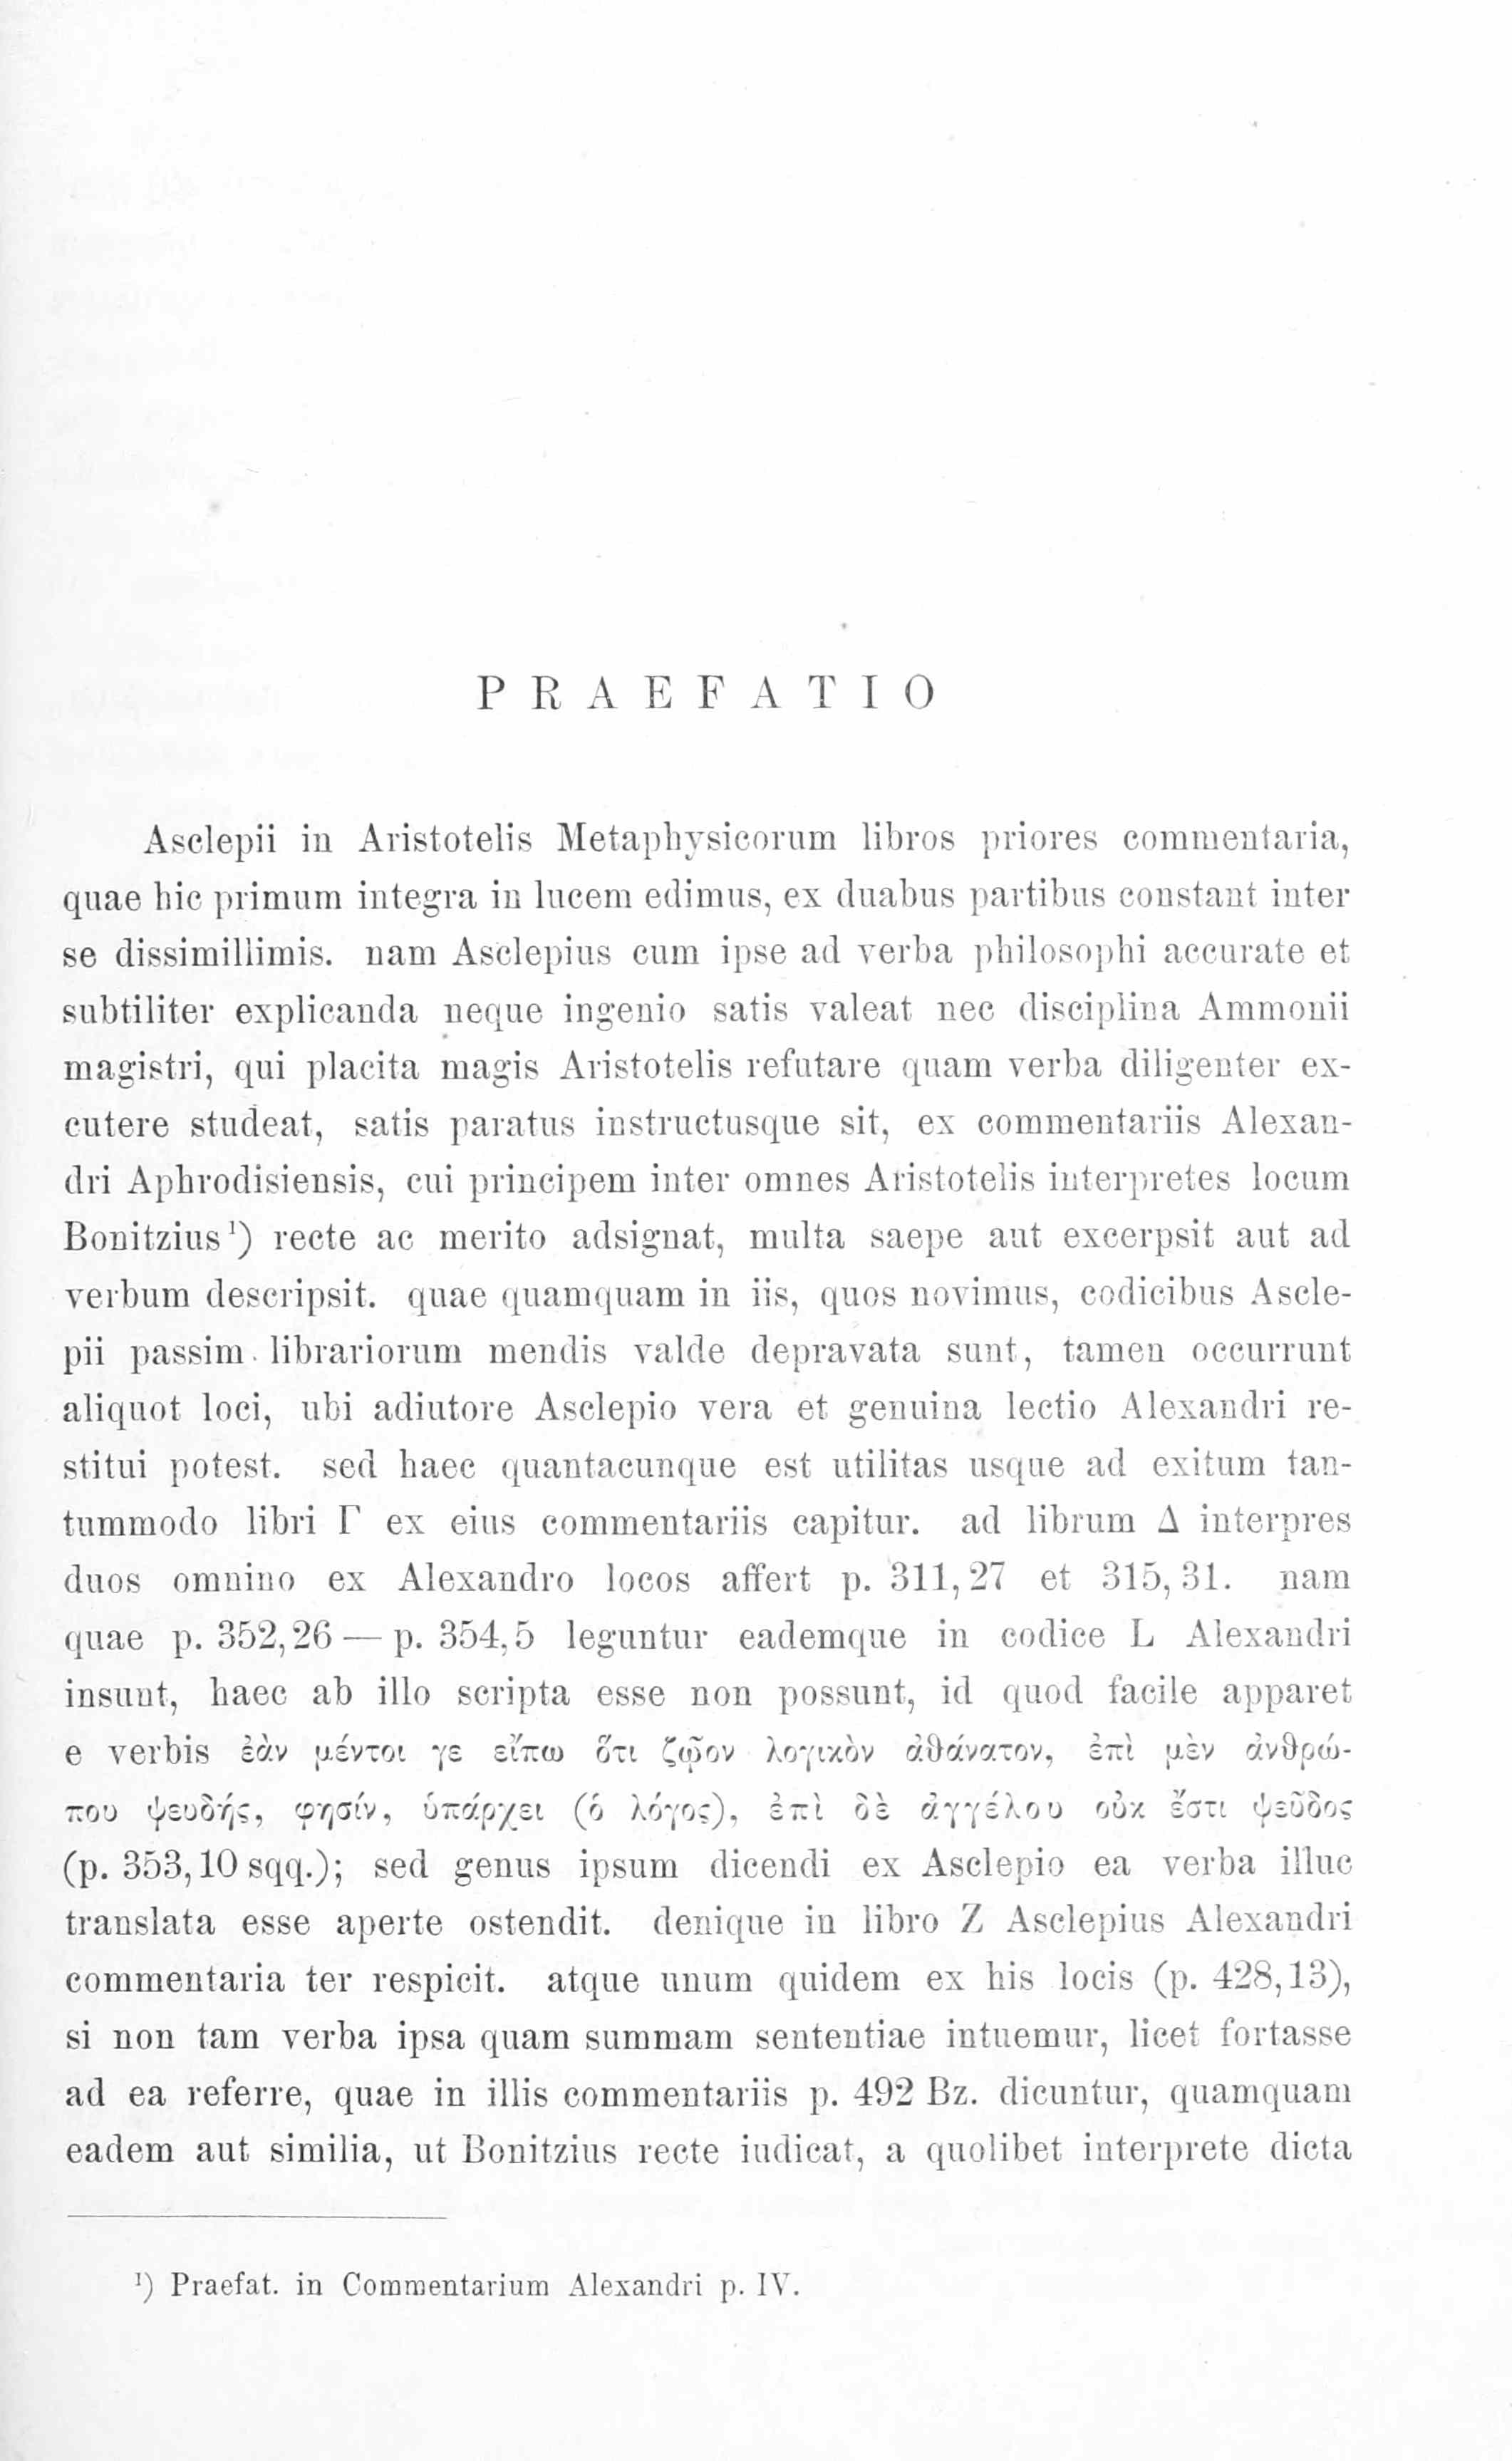 PRAEFATIO
Asclepii in Aristotelis Metaphysicorum libros priores commentaria,
quae hic primum integra in lucem edimus, ex duabus partibus constant inter
se dissimillimis. nam Asclepius cum ipse ad verba philosophi accurate et
subtiliter explicanda neque ingenio satis valeat nec disciplina Ammonii
magistri, qui placita magis Aristotelis refutare quam verba diligenter ex-
cutere studeat, satis paratus instructusque sit, ex commentariis Alexan-
dri Aphrodisiensis, cui principem inter omnes Aristotelis interpretes locum
Bonitzius¹) recte ac merito adsignat, multa saepe aut excerpsit aut ad
verbum descripsit. quae quamquam in iis, quos novimus, codicibus Ascle-
pii passim librariorum mendis valde depravata sunt, tamen occurrunt
aliquot loci, ubi adiutore Asclepio vera et genuina lectio Alexandri re-
stitui potest. sed haec quantacunque est utilitas usque ad exitum tan-
tummodo libri Γ ex eius commentariis capitur. ad librum Δ interpres
duos omnino ex Alexandro locos affert p. 311,27 et 315,31. nam
quae p. 352,26 — p. 354,5 leguntur eademque in codice L Alexandri
insunt, haec ab illo scripta esse non possunt, id quod facile apparet
e verbis ἐὰν μέντοι γε εἴπω ὅτι ζῷον λογικὸν ἀθάνατον, ἐπὶ μὲν ἀνθρώ-
που ψευδής, φησίν, ὑπάρχει (ὁ λόγος), ἐπὶ δὲ ἀγγέλου οὐκ ἔστι ψεῦδος
(p. 353,10 sqq.); sed genus ipsum dicendi ex Asclepio ea verba illuc
translata esse aperte ostendit. denique in libro Z Asclepius Alexandri
commentaria ter respicit. atque unum quidem ex his locis (p. 428,13),
si non tam verba ipsa quam summam sententiae intuemur, licet fortasse
ad ea referre, quae in illis commentariis p. 492 Bz. dicuntur, quamquam
eadem aut similia, ut Bonitzius recte iudicat, a quolibet interprete dicta
¹) Praefat. in Commentarium Alexandri p. IV.